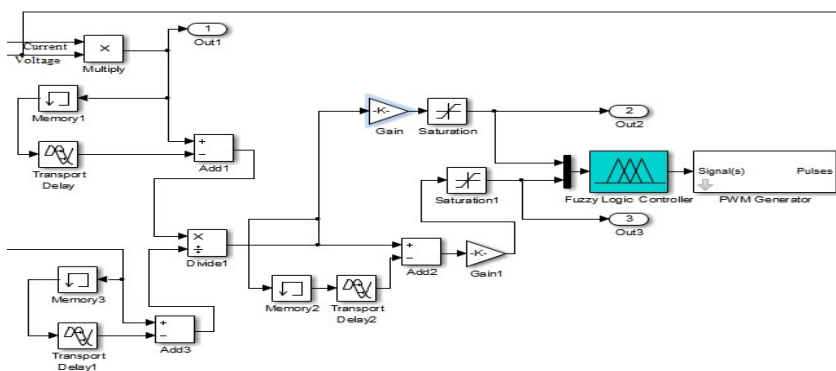 Current
Voltage
×
Multiply
1
Out1
Memory1
Transport
Delay
+
−
Add1
-K-
Gain
Saturation
2
Out2
Saturation1
Fuzzy Logic Controller
Signal(s)
Pulses
PWM Generator
3
Out3
×
÷
Divide1
+
−
Add2
-K-
Gain1
Memory2
Transport
Delay2
Memory3
Transport
Delay1
+
−
Add3